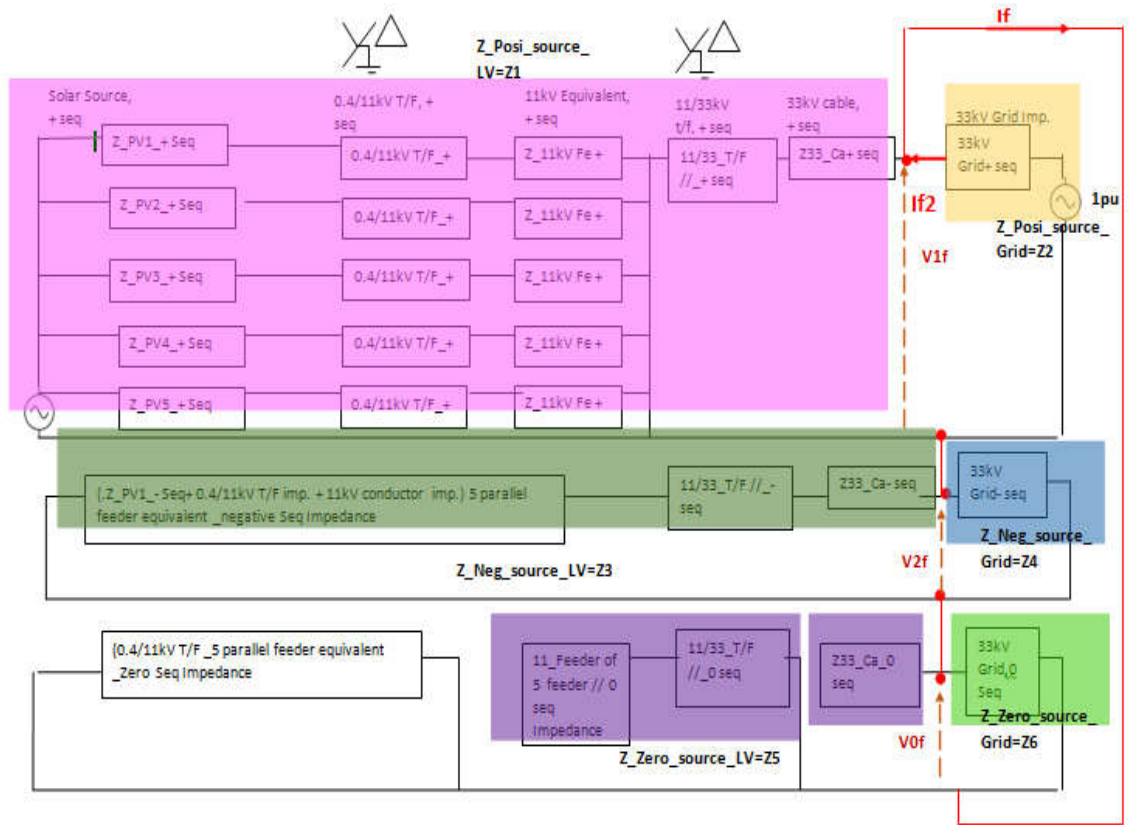 If
Z_Posi_source_
LV=Z1
Solar Source,
+ seq
0.4/11kV T/F, +
seq
11kV Equivalent,
+ seq
11/33kV
t/f, + seq
33kV cable,
+ seq
33kV Grid Imp.
Z_PV1_+ Seq
0.4/11kV T/F_+
Z_11kV Fe +
11/33_T/F
//_+ seq
Z33_Ca+ seq
33kV
Grid+ seq
Z_PV2_+ Seq
0.4/11kV T/F_+
Z_11kV Fe +
If2
1pu
Z_Posi_source_
Grid=Z2
V1f
Z_PV3_+ Seq
0.4/11kV T/F_+
Z_11kV Fe +
Z_PV4_+ Seq
0.4/11kV T/F_+
Z_11kV Fe +
Z_PV5_+ Seq
0.4/11kV T/F_+
Z_11kV Fe +
(.Z_PV1_- Seq+ 0.4/11kV T/F imp. + 11kV conductor imp.) 5 parallel
feeder equivalent _negative Seq Impedance
11/33_T/F //_-
seq
Z33_Ca- seq
33kV
Grid- seq
Z_Neg_source_
Grid=Z4
Z_Neg_source_LV=Z3
V2f
(0.4/11kV T/F _5 parallel feeder equivalent
_Zero Seq Impedance
11_Feeder of
5 feeder // 0
seq
Impedance
11/33_T/F
//_0 seq
Z33_Ca_0
seq
33kV
Grid,0
Seq
Z_Zero_source_
Grid=Z6
Z_Zero_source_LV=Z5
V0f